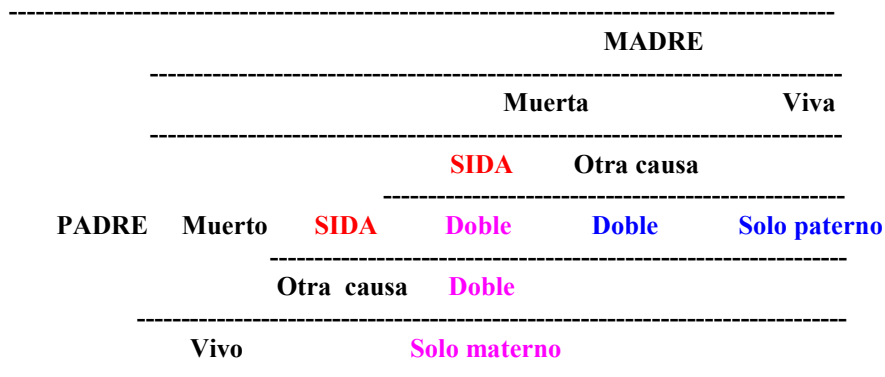 MADRE
Muerta Viva
SIDA Otra causa
PADRE Muerto SIDA Doble Doble Solo paterno
Otra causa Doble
Vivo Solo materno